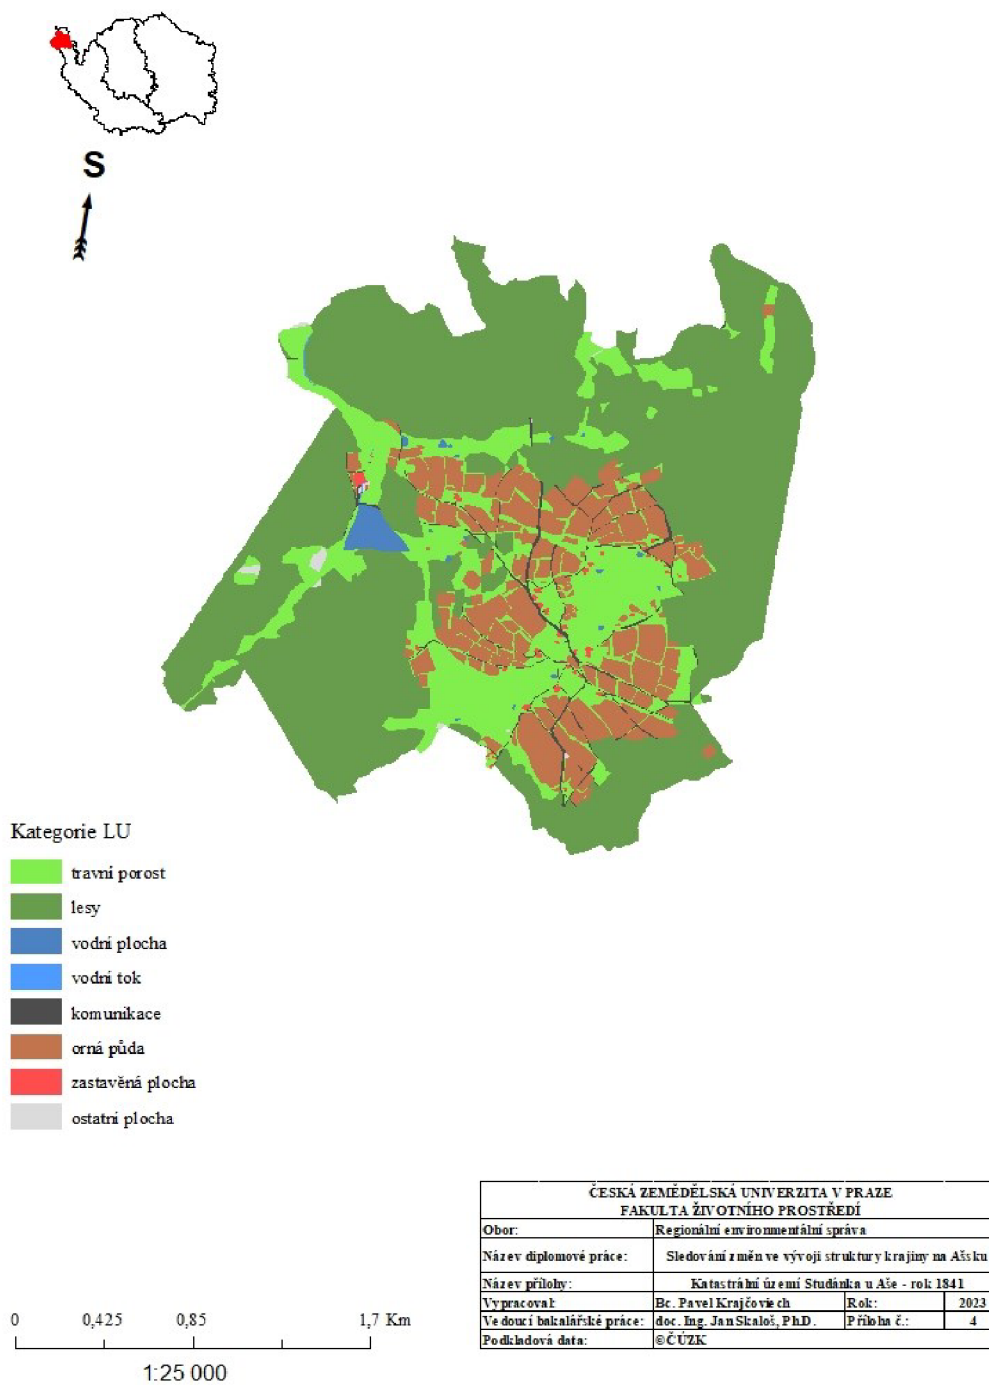 S
Kategorie LU
travní porost
lesy
vodní plocha
vodní tok
komunikace
orná půda
zastavěná plocha
ostatní plocha
0 0,425 0,85 1,7 Km
1:25 000
ČESKÁ ZEMĚDĚLSKÁ UNIVERZITA V PRAZE
FAKULTA ŽIVOTNÍHO PROSTŘEDÍ
Obor: Regionální environmentální správa
Název diplomové práce: Sledování změn ve vývoji struktury krajiny na Ašsku
Název přílohy: Katastrální území Studánka u Aše - rok 1841
Vypracoval: Bc. Pavel Krajčoviech Rok: 2023
Vedoucí bakalářské práce: doc. Ing. Jan Skaloš, Ph.D. Příloha č.: 4
Podkladová data: ©ČÚZK